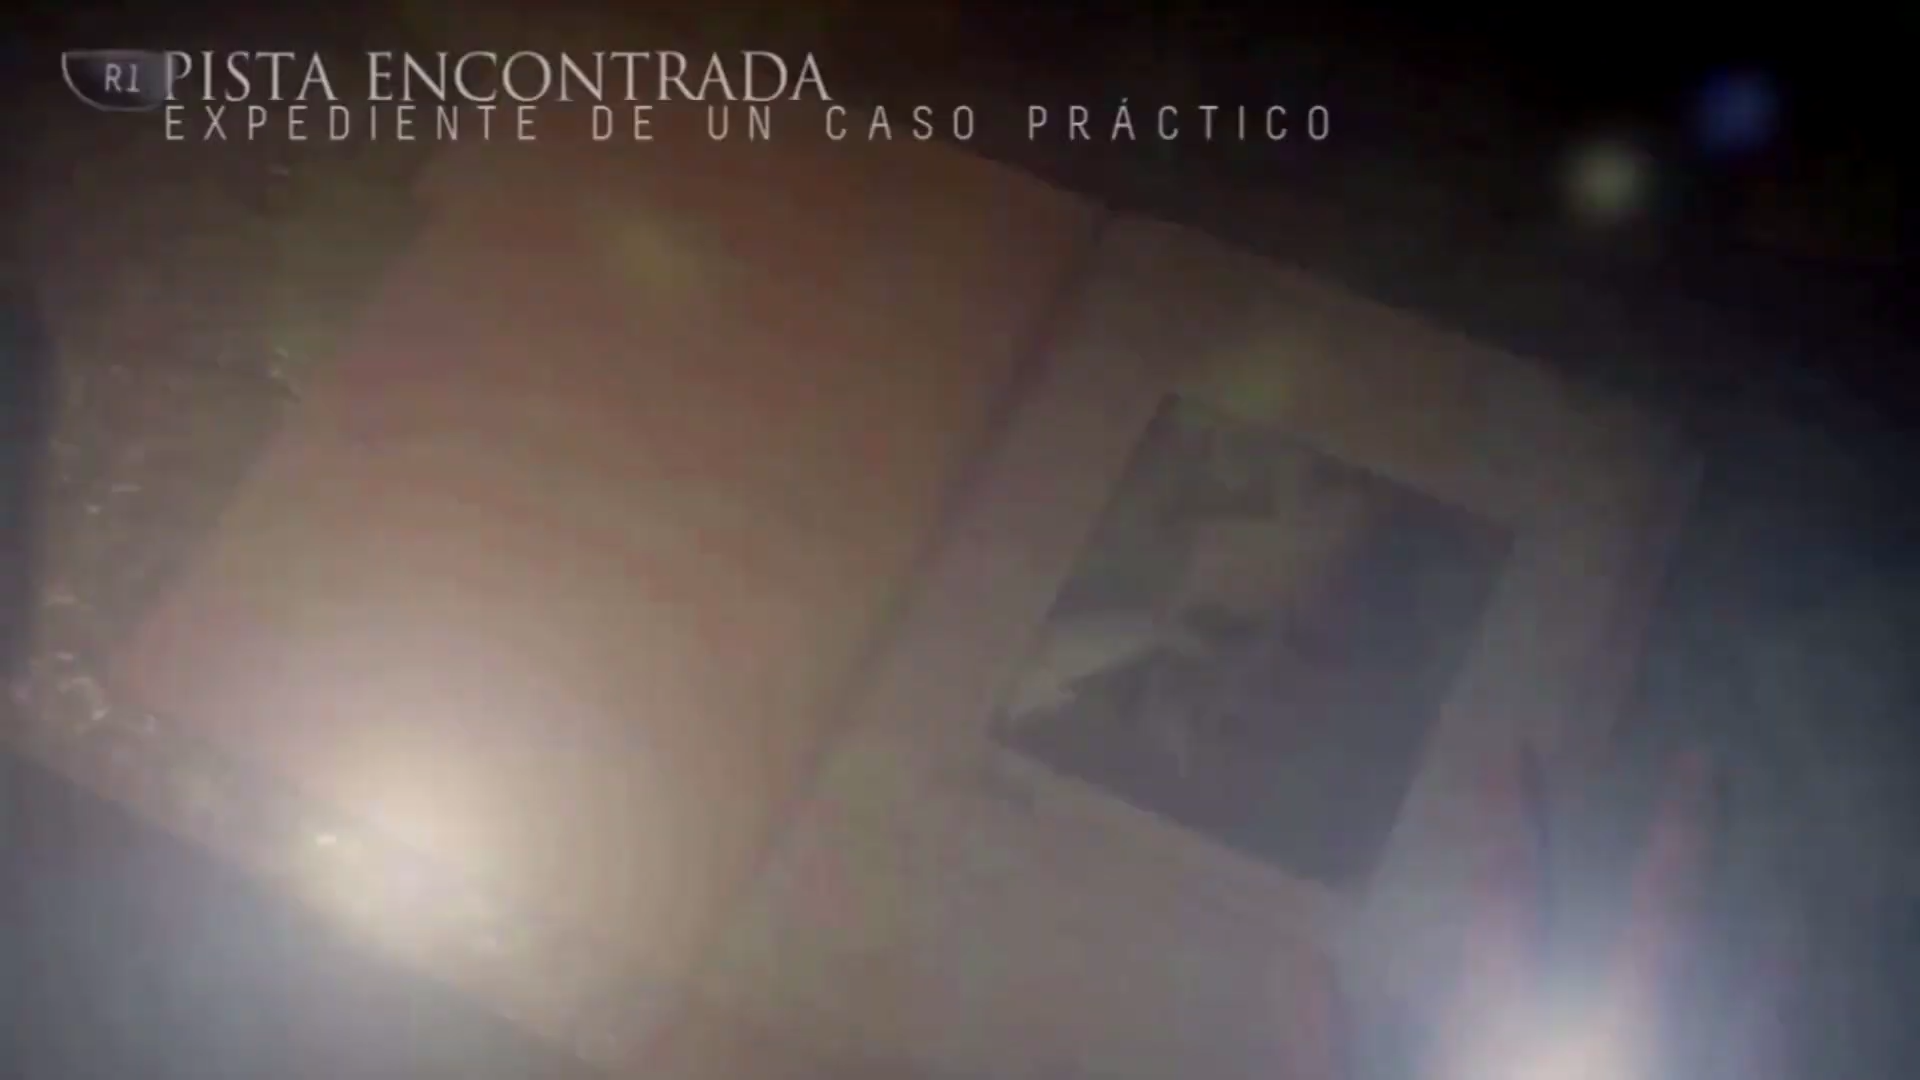 R1 PISTA ENCONTRADA
EXPEDIENTE DE UN CASO PRÁCTICO